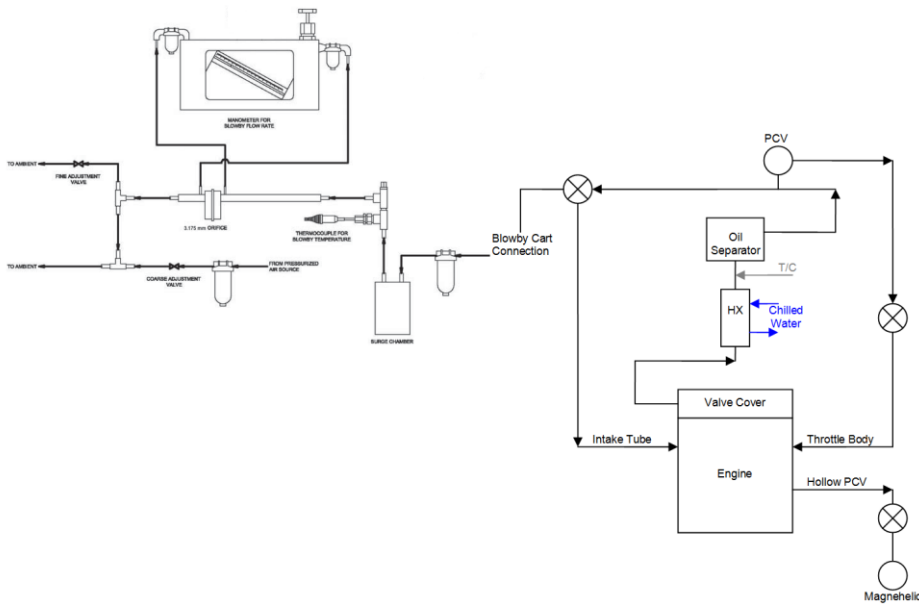 MANOMETER FOR
BLOWBY FLOW RATE
TO AMBIENT
FINE ADJUSTMENT
VALVE
3.175 mm ORIFICE
THERMOCOUPLE FOR
BLOWBY TEMPERATURE
TO AMBIENT
COARSE ADJUSTMENT
VALVE
FROM PRESSURIZED
AIR SOURCE
SURGE CHAMBER
Blowby Cart
Connection
PCV
Oil
Separator
T/C
HX
Chilled
Water
Valve Cover
Intake Tube
Throttle Body
Engine
Hollow PCV
Magnehelic